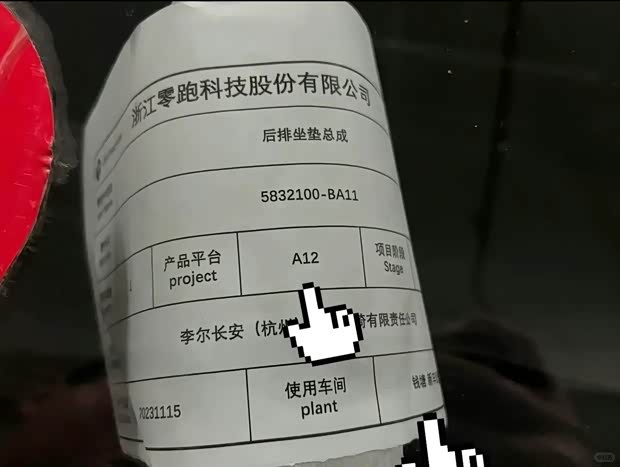 浙江零跑科技股份有限公司
后排坐垫总成
5832100-BA11
产品平台
project
A12
项目阶段
Stage
李尔长安（杭州
有限责任公司
20231115
使用车间
plant
钱塘